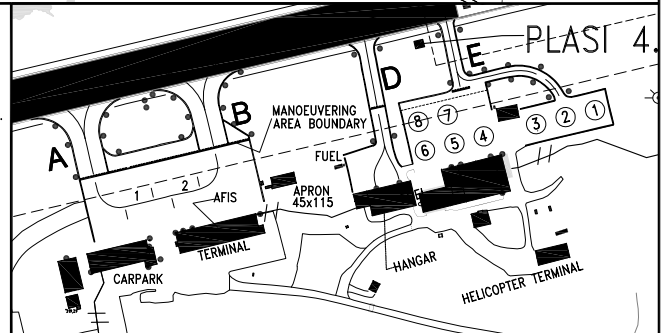 PLASI 4.
E
D
B
MANOEUVERING
AREA BOUNDARY
A
8 7
3 2 1
6 5 4
FUEL
1 2
APRON
45x115
AFIS
TERMINAL
CARPARK
HANGAR
HELICOPTER TERMINAL